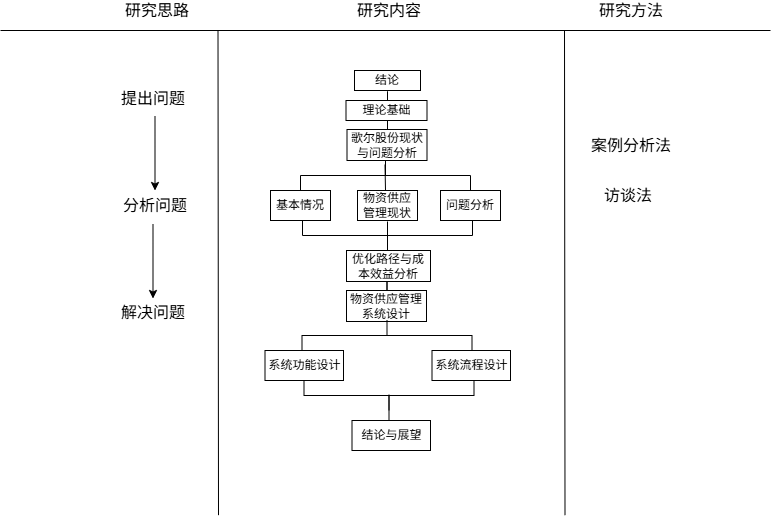 研究思路
研究内容
研究方法
提出问题
分析问题
解决问题
结论
理论基础
歌尔股份现状
与问题分析
基本情况
物资供应
管理现状
问题分析
优化路径与成
本效益分析
物资供应管理
系统设计
系统功能设计
系统流程设计
结论与展望
案例分析法
访谈法